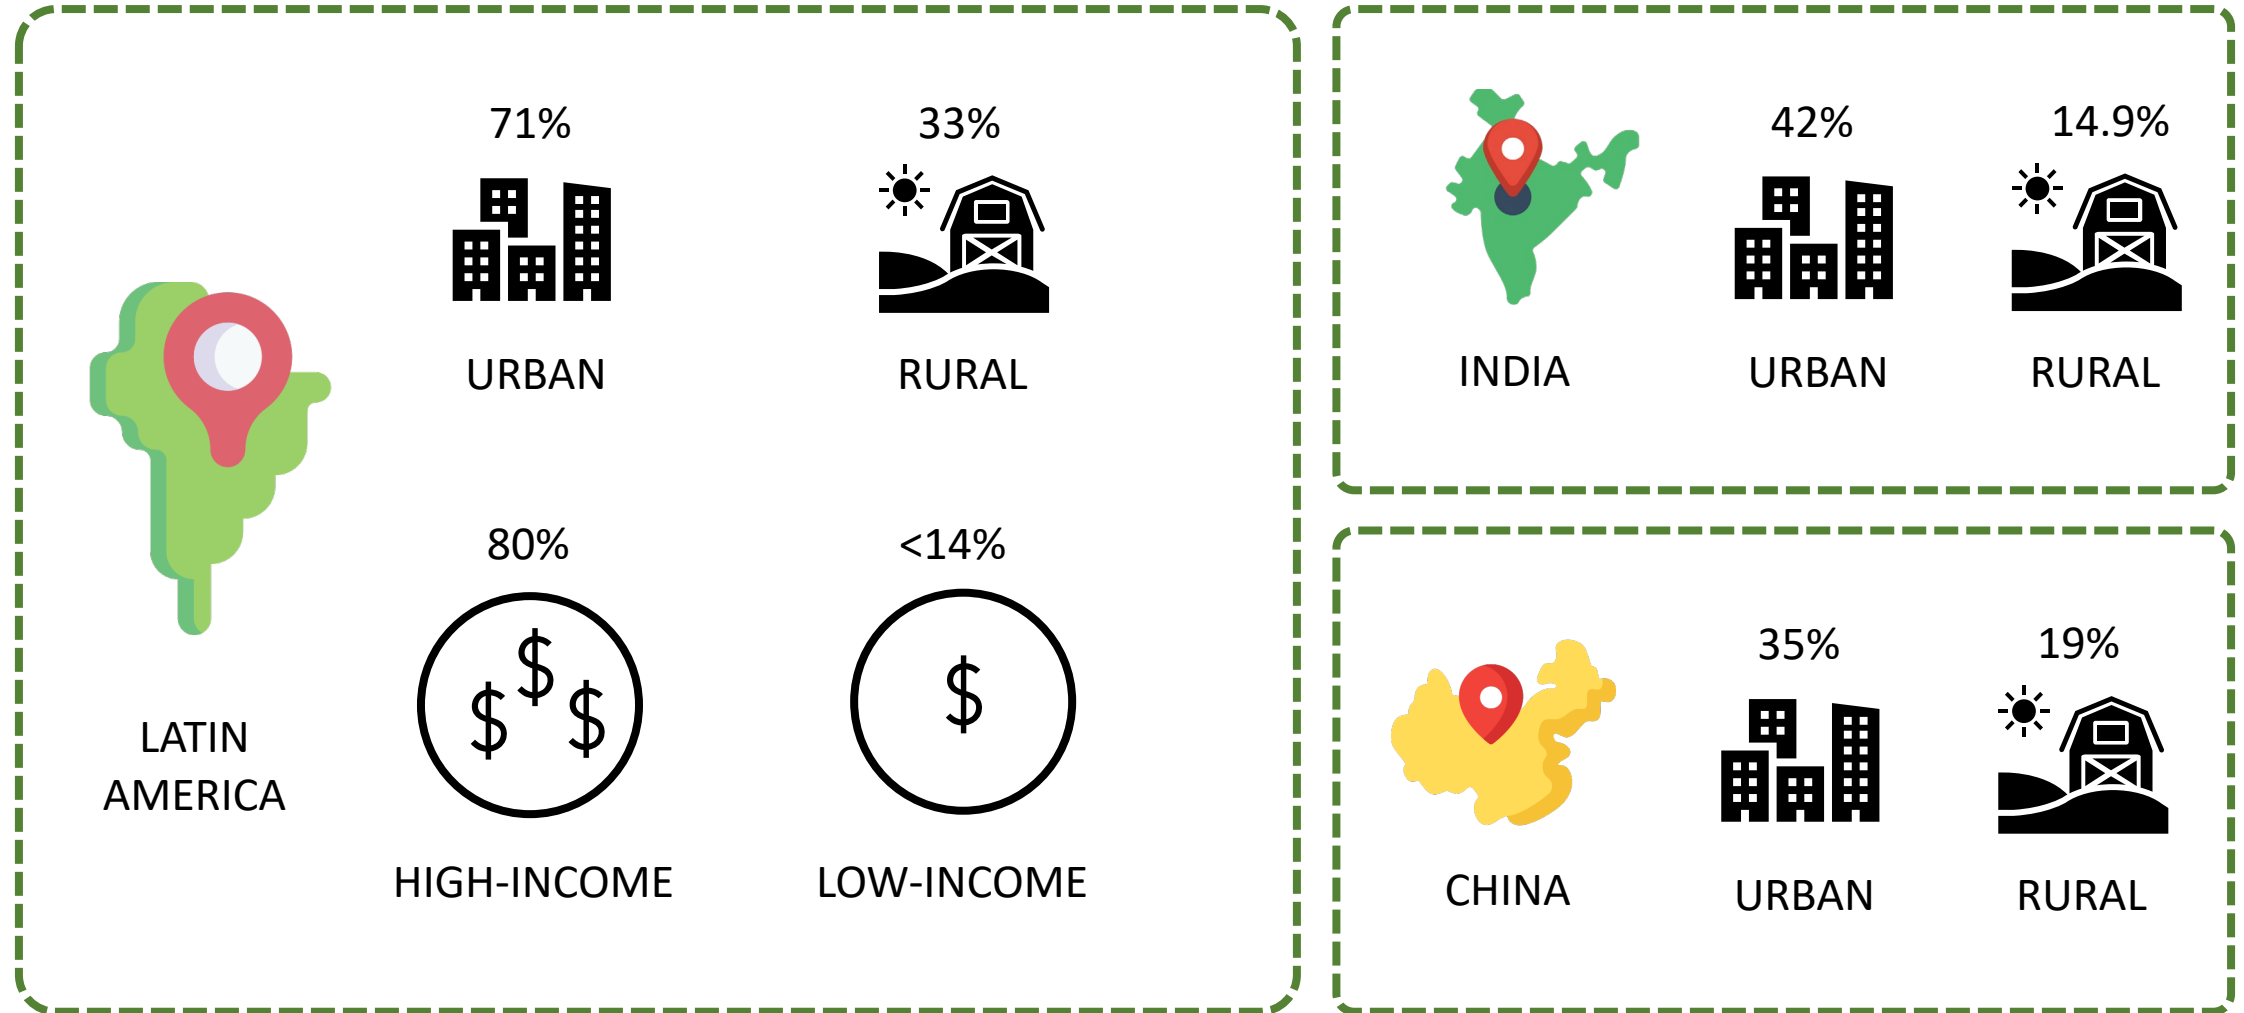 71%
33%
URBAN
RURAL
80%
<14%
$
$
$
$
LATIN
AMERICA
HIGH-INCOME
LOW-INCOME
42%
14.9%
INDIA
URBAN
RURAL
35%
19%
CHINA
URBAN
RURAL